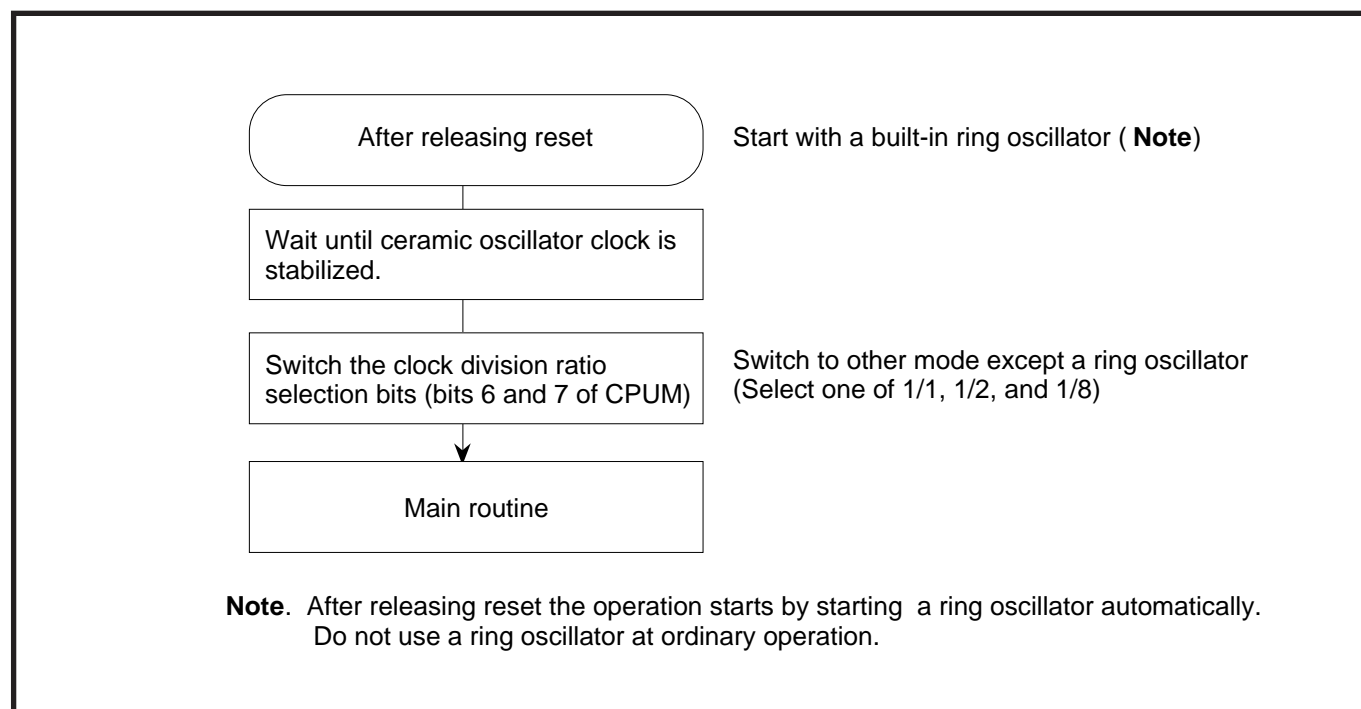 After releasing reset
Start with a built-in ring oscillator ( Note)
Wait until ceramic oscillator clock is
stabilized.
Switch the clock division ratio
selection bits (bits 6 and 7 of CPUM)
Switch to other mode except a ring oscillator
(Select one of 1/1, 1/2, and 1/8)
Main routine
Note. After releasing reset the operation starts by starting a ring oscillator automatically.
Do not use a ring oscillator at ordinary operation.